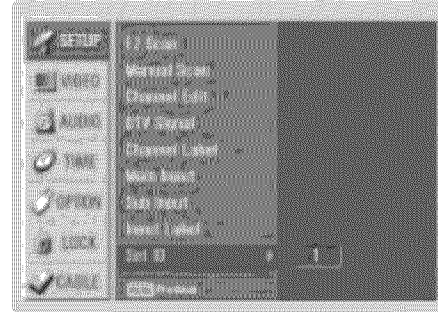 SETUP
VIDEO
AUDIO
TIME
OPTION
LOCK
CABLE
EZ Scan
Manual Scan
Channel Edit
DTV Signal
Channel Label
Main Input
Sub Input
Input Label
Set ID
1
Previous